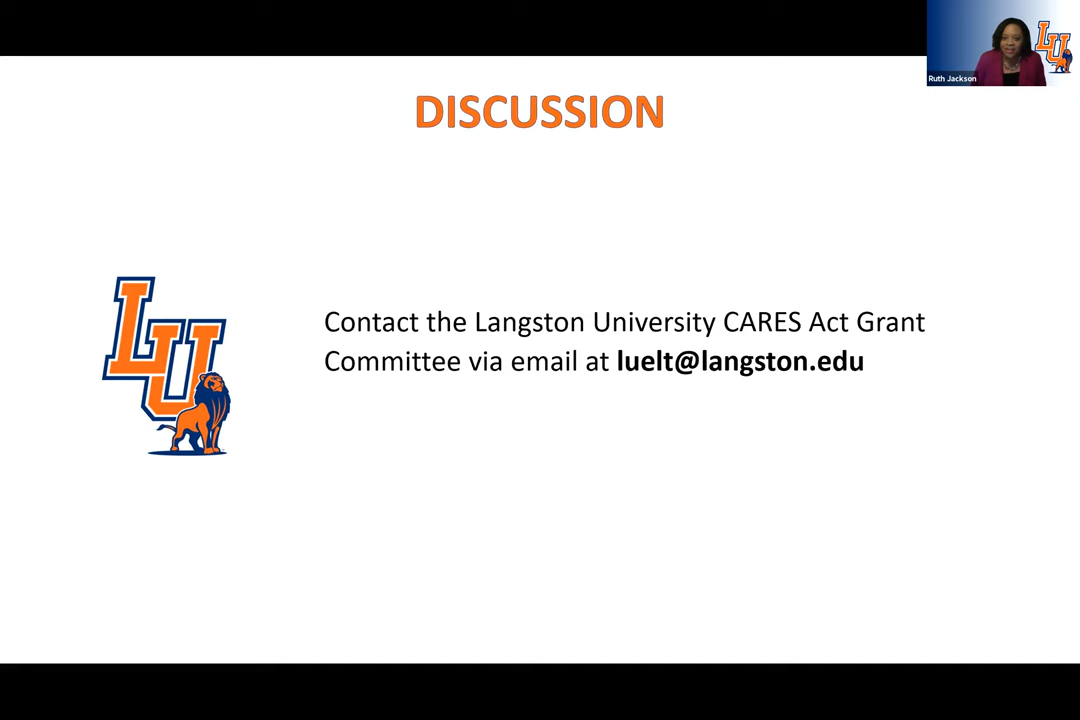 LU
Ruth Jackson
DISCUSSION
LU
Contact the Langston University CARES Act Grant
Committee via email at luelt@langston.edu